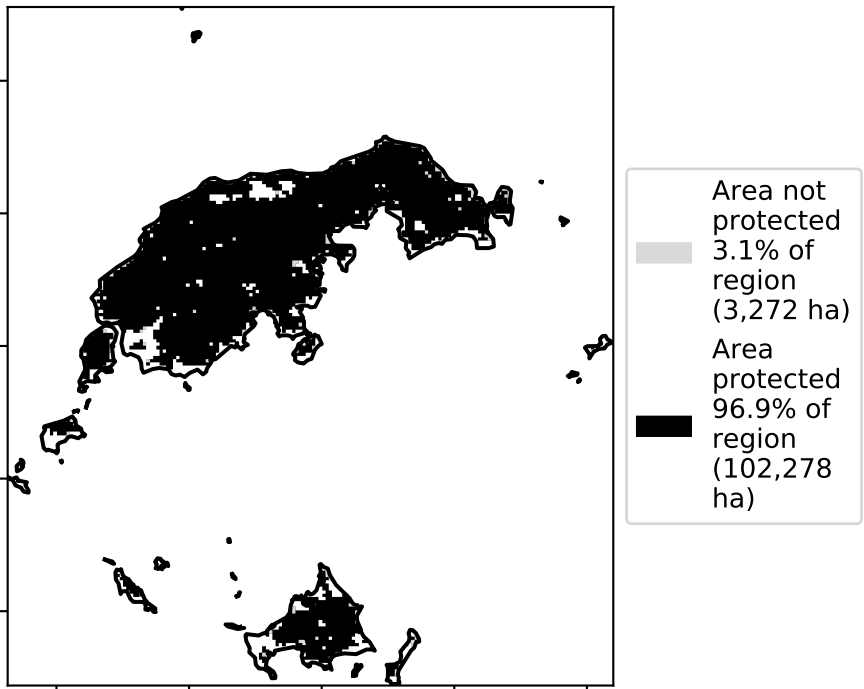 Area not
protected
3.1% of
region
(3,272 ha)
Area
protected
96.9% of
region
(102,278
ha)